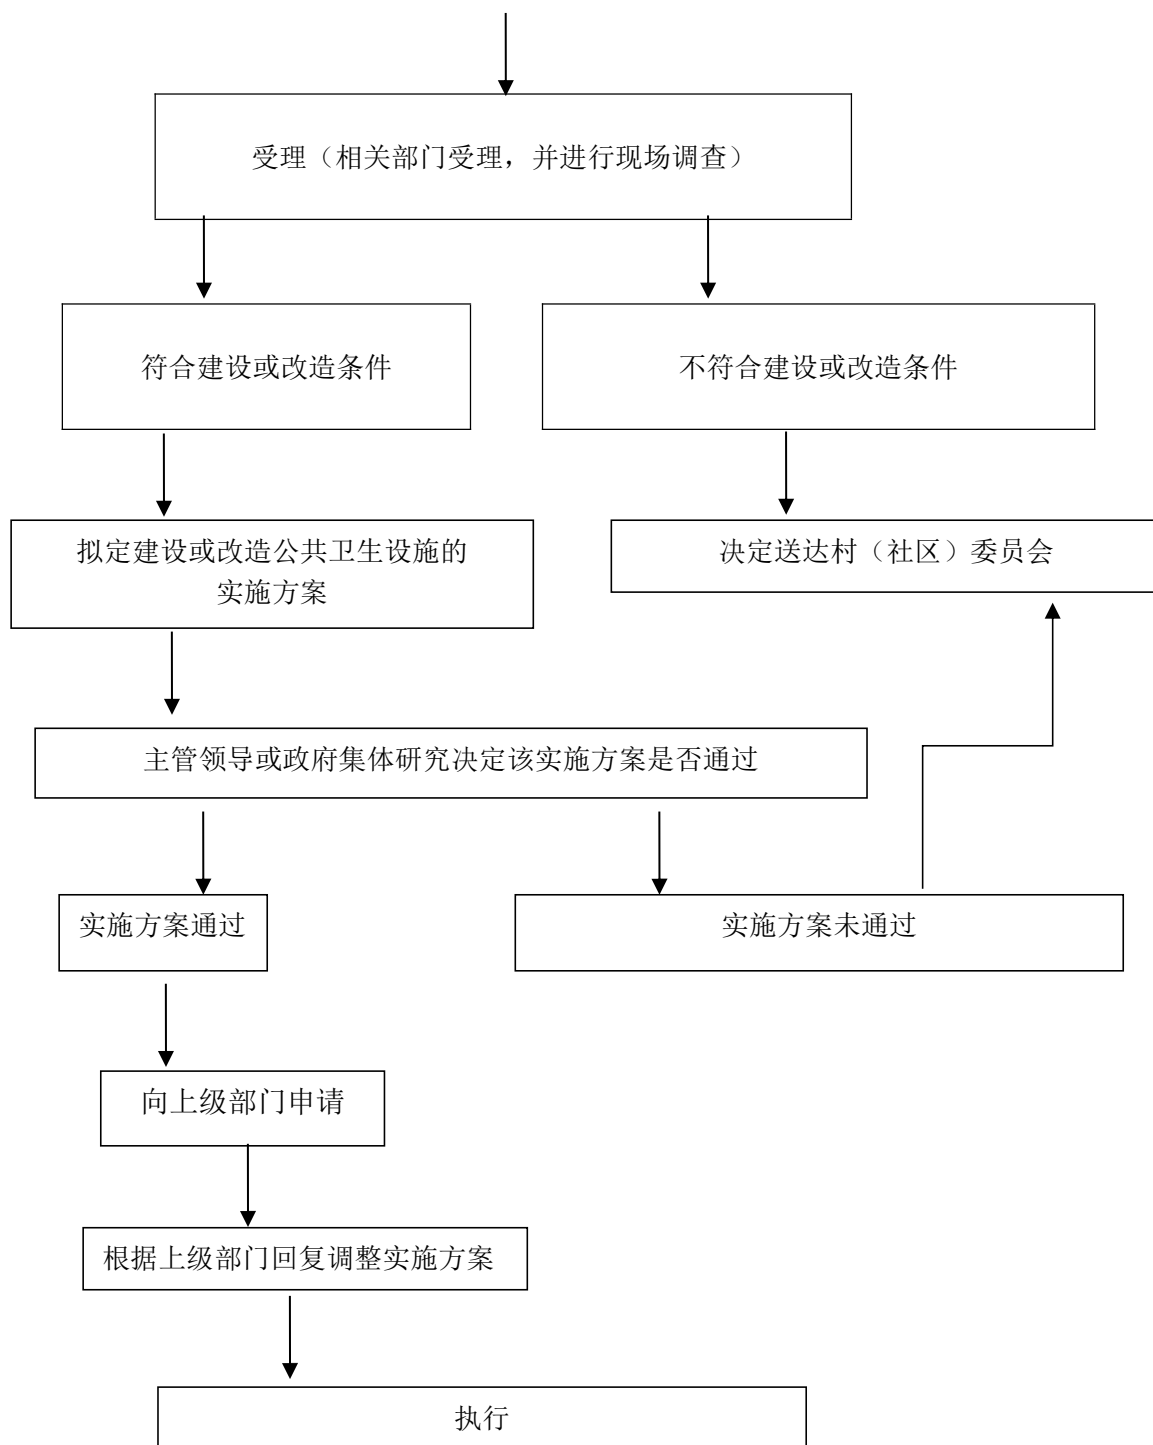 受理（相关部门受理，并进行现场调查）
符合建设或改造条件
不符合建设或改造条件
拟定建设或改造公共卫生设施的
实施方案
决定送达村（社区）委员会
主管领导或政府集体研究决定该实施方案是否通过
实施方案通过
实施方案未通过
向上级部门申请
根据上级部门回复调整实施方案
执行